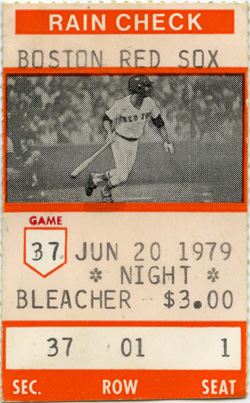 RAIN CHECK
BOSTON RED SOX
GAME
37 JUN 20 1979
* NIGHT *
BLEACHER - $3.00
37 01 1
SEC. ROW SEAT